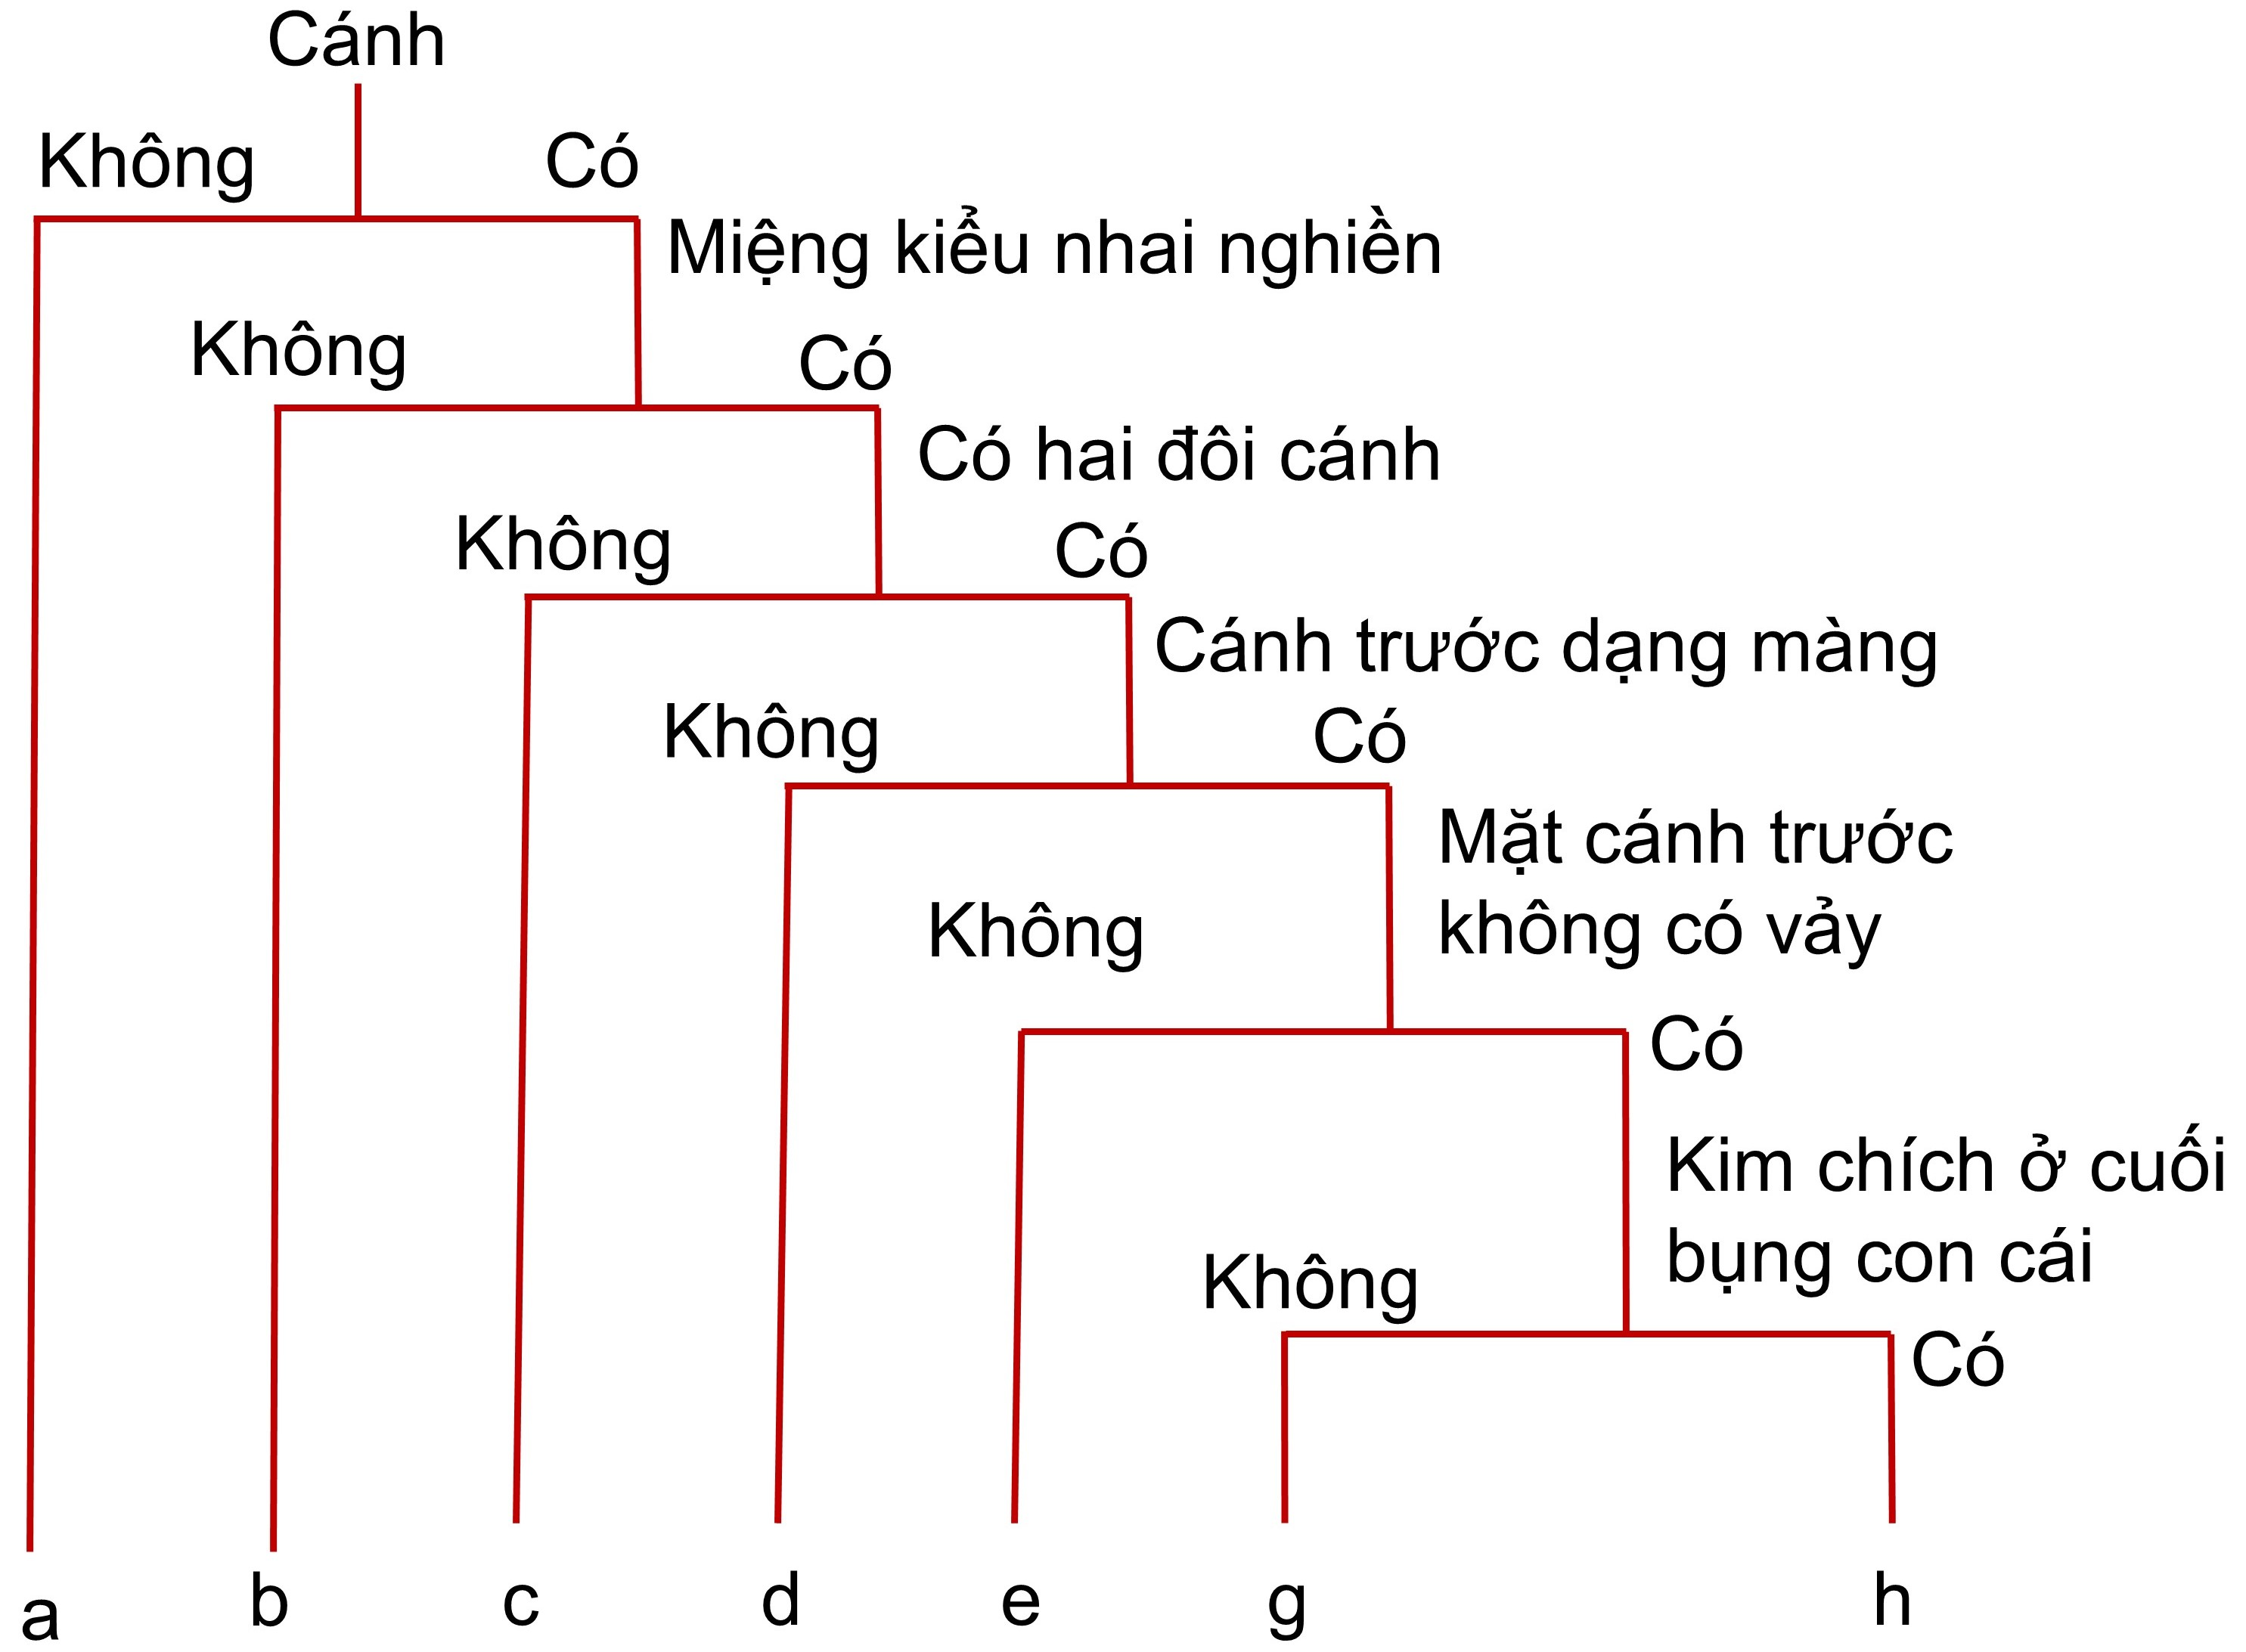 Cánh
Không
Có
Miệng kiểu nhai nghiền
Không
Có
Có hai đôi cánh
Không
Có
Cánh trước dạng màng
Không
Có
Mặt cánh trước
không có vảy
Không
Có
Kim chích ở cuối
bụng con cái
Không
Có
a
b
c
d
e
g
h